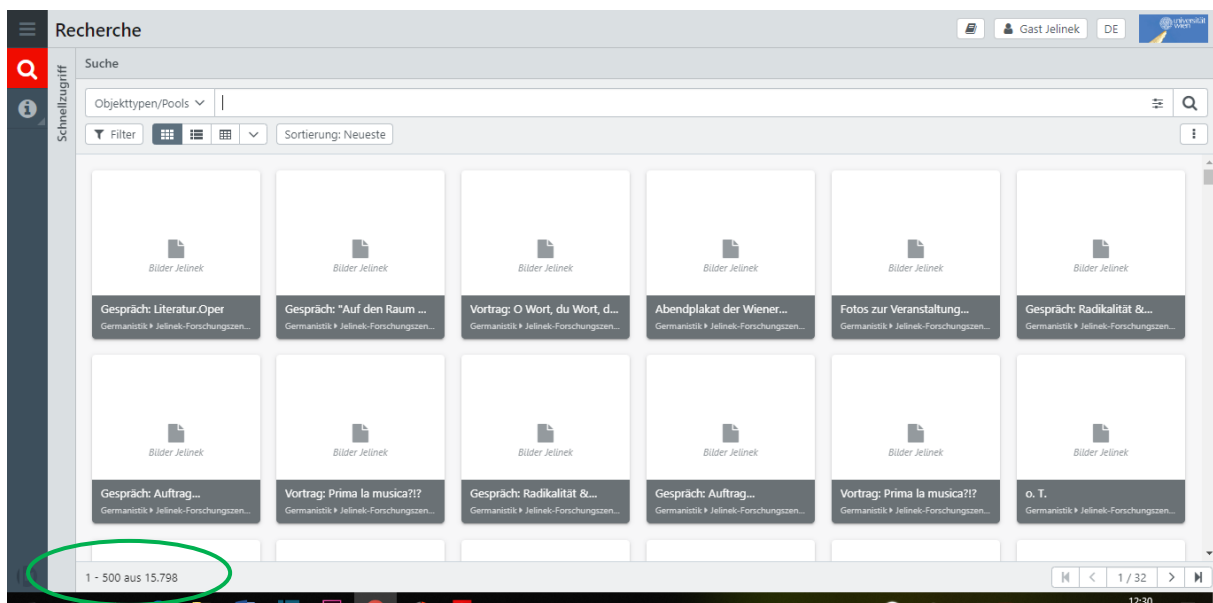 Recherche
Gast Jelinek
DE
universität
wien
Schnellzugriff
Suche
Objekttypen/Pools
Filter
Sortierung: Neueste
Bilder Jelinek
Bilder Jelinek
Bilder Jelinek
Bilder Jelinek
Bilder Jelinek
Bilder Jelinek
Gespräch: Literatur.Oper
Germanistik ▸ Jelinek-Forschungszen...
Gespräch: "Auf den Raum ...
Germanistik ▸ Jelinek-Forschungszen...
Vortrag: O Wort, du Wort, d...
Germanistik ▸ Jelinek-Forschungszen...
Abendplakat der Wiener...
Germanistik ▸ Jelinek-Forschungszen...
Fotos zur Veranstaltung...
Germanistik ▸ Jelinek-Forschungszen...
Gespräch: Radikalität &...
Germanistik ▸ Jelinek-Forschungszen...
Bilder Jelinek
Bilder Jelinek
Bilder Jelinek
Bilder Jelinek
Bilder Jelinek
Bilder Jelinek
Gespräch: Auftrag...
Germanistik ▸ Jelinek-Forschungszen...
Vortrag: Prima la musica?!?
Germanistik ▸ Jelinek-Forschungszen...
Gespräch: Radikalität &...
Germanistik ▸ Jelinek-Forschungszen...
Gespräch: Auftrag...
Germanistik ▸ Jelinek-Forschungszen...
Vortrag: Prima la musica?!?
Germanistik ▸ Jelinek-Forschungszen...
o. T.
Germanistik ▸ Jelinek-Forschungszen...
1 - 500 aus 15.798
1 / 32
12:30